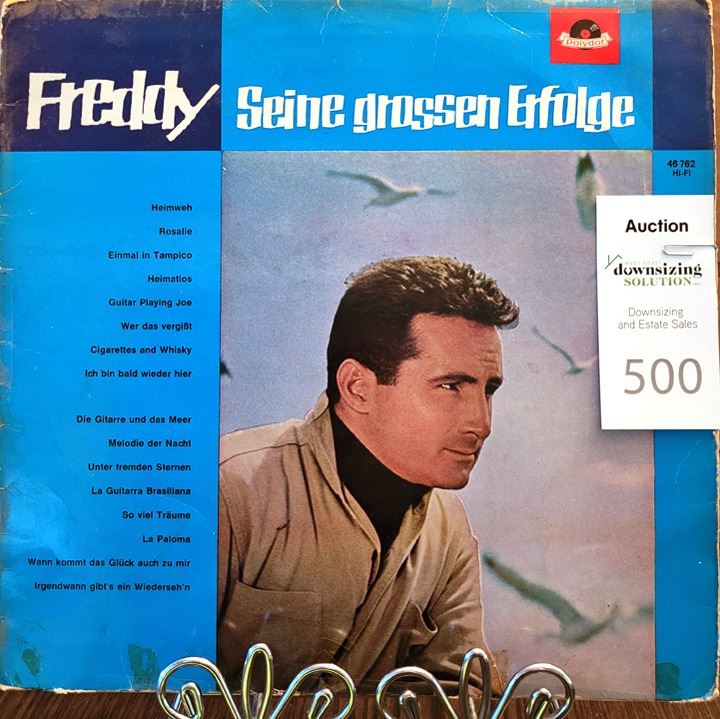 Polydor
Freddy Seine grossen Erfolge
46 762
HI-FI
Heimweh
Rosalie
Einmal in Tampico
Heimatlos
Guitar Playing Joe
Wer das vergißt
Cigarettes and Whisky
Ich bin bald wieder hier
Die Gitarre und das Meer
Melodie der Nacht
Unter fremden Sternen
La Guitarra Brasiliana
So viel Träume
La Paloma
Wann kommt das Glück auch zu mir
Irgendwann gibt's ein Wiederseh'n
Auction
WEST COAST
downsizing
SOLUTION
Downsizing
and Estate Sales
500